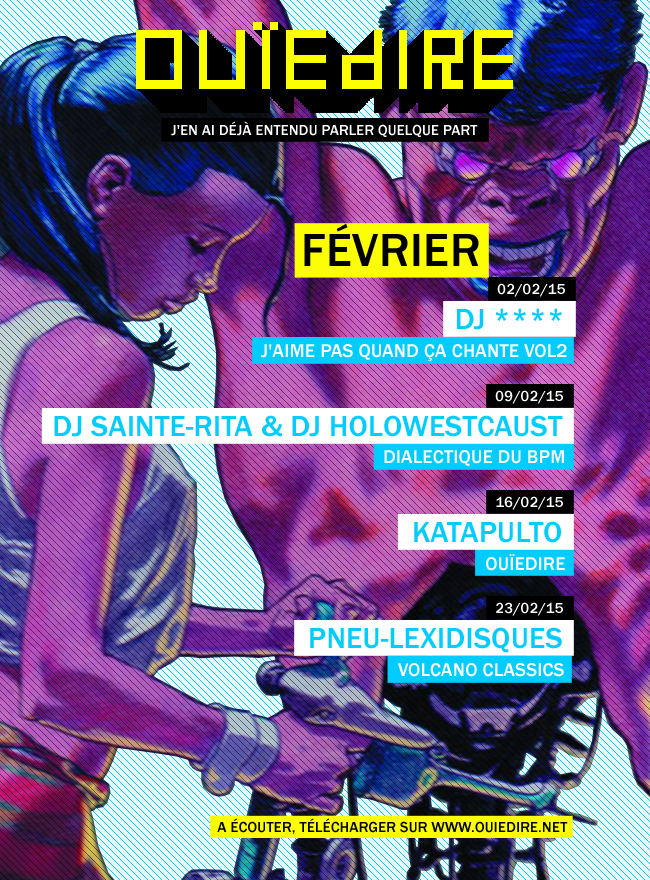 OUÏEDIRE
J'EN AI DÉJÀ ENTENDU PARLER QUELQUE PART
FÉVRIER
02/02/15
DJ ****
J'AIME PAS QUAND ÇA CHANTE VOL2
09/02/15
DJ SAINTE-RITA & DJ HOLOWESTCAUST
DIALECTIQUE DU BPM
16/02/15
KATAPULTO
OUÏEDIRE
23/02/15
PNEU-LEXIDISQUES
VOLCANO CLASSICS
A ÉCOUTER, TÉLÉCHARGER SUR WWW.OUIEDIRE.NET